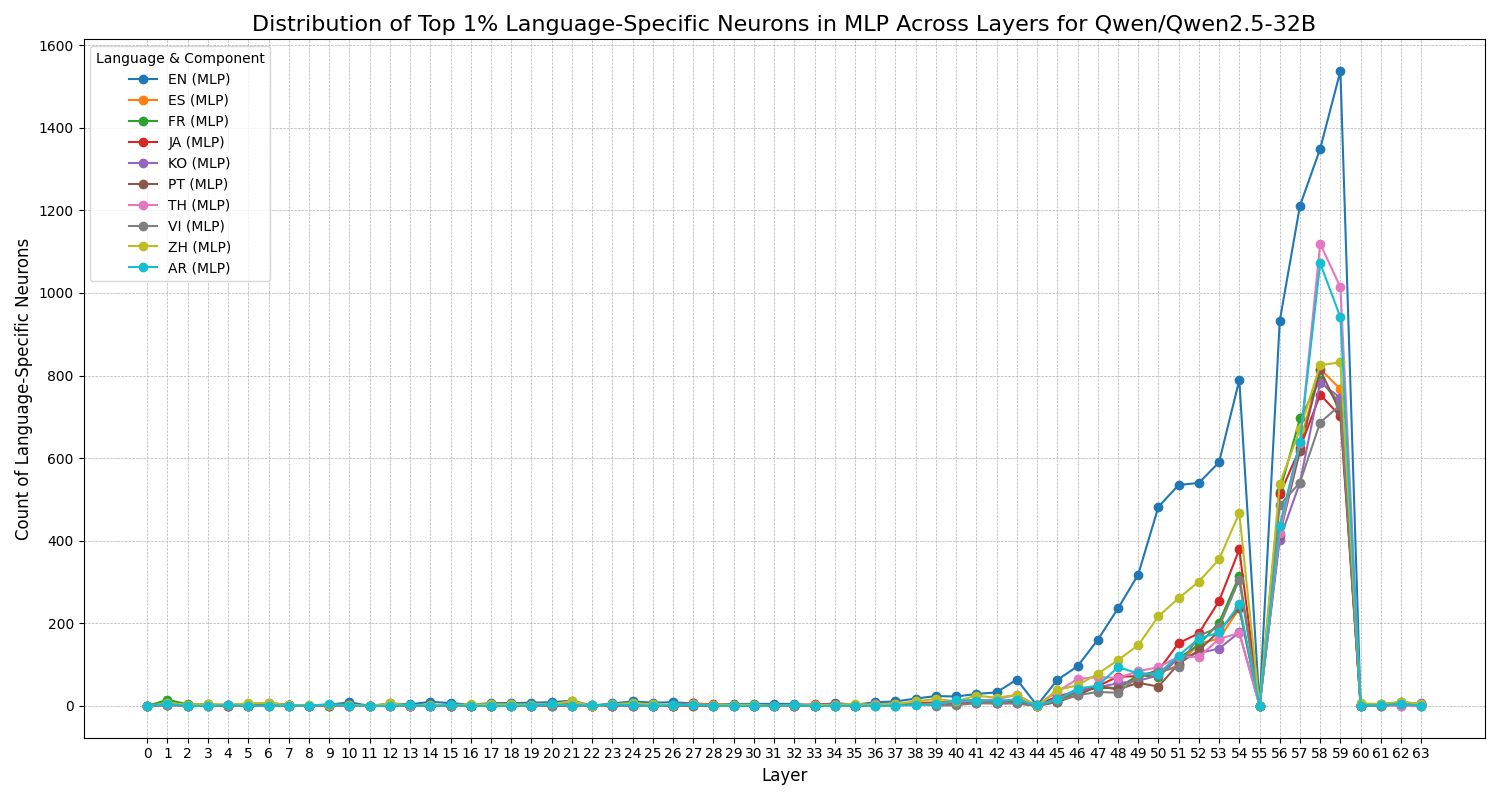 Distribution of Top 1% Language-Specific Neurons in MLP Across Layers for Qwen/Qwen2.5-32B
Language & Component
EN (MLP)
ES (MLP)
FR (MLP)
JA (MLP)
KO (MLP)
PT (MLP)
TH (MLP)
VI (MLP)
ZH (MLP)
AR (MLP)
Count of Language-Specific Neurons
1600
1400
1200
1000
800
600
400
200
0
0 1 2 3 4 5 6 7 8 9 10 11 12 13 14 15 16 17 18 19 20 21 22 23 24 25 26 27 28 29 30 31 32 33 34 35 36 37 38 39 40 41 42 43 44 45 46 47 48 49 50 51 52 53 54 55 56 57 58 59 60 61 62 63
Layer